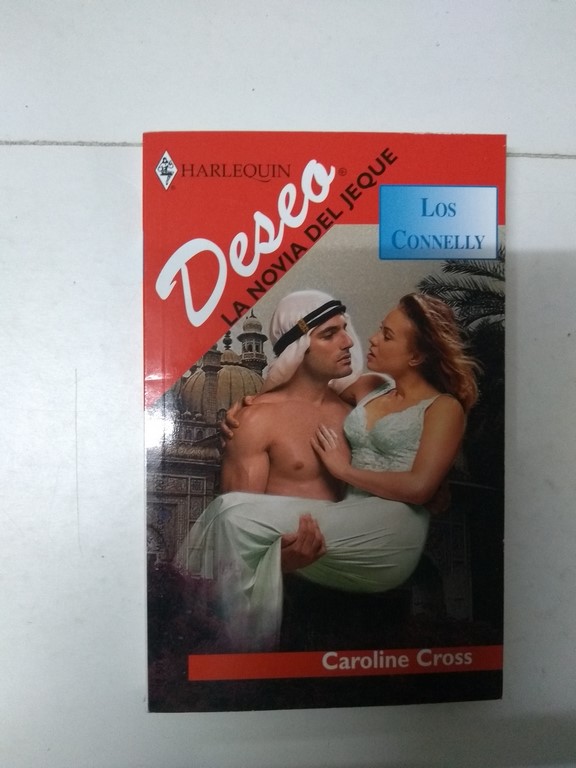 HARLEQUIN®
Deseo
LA NOVIA DEL JEQUE
LOS
CONNELLY
Caroline Cross